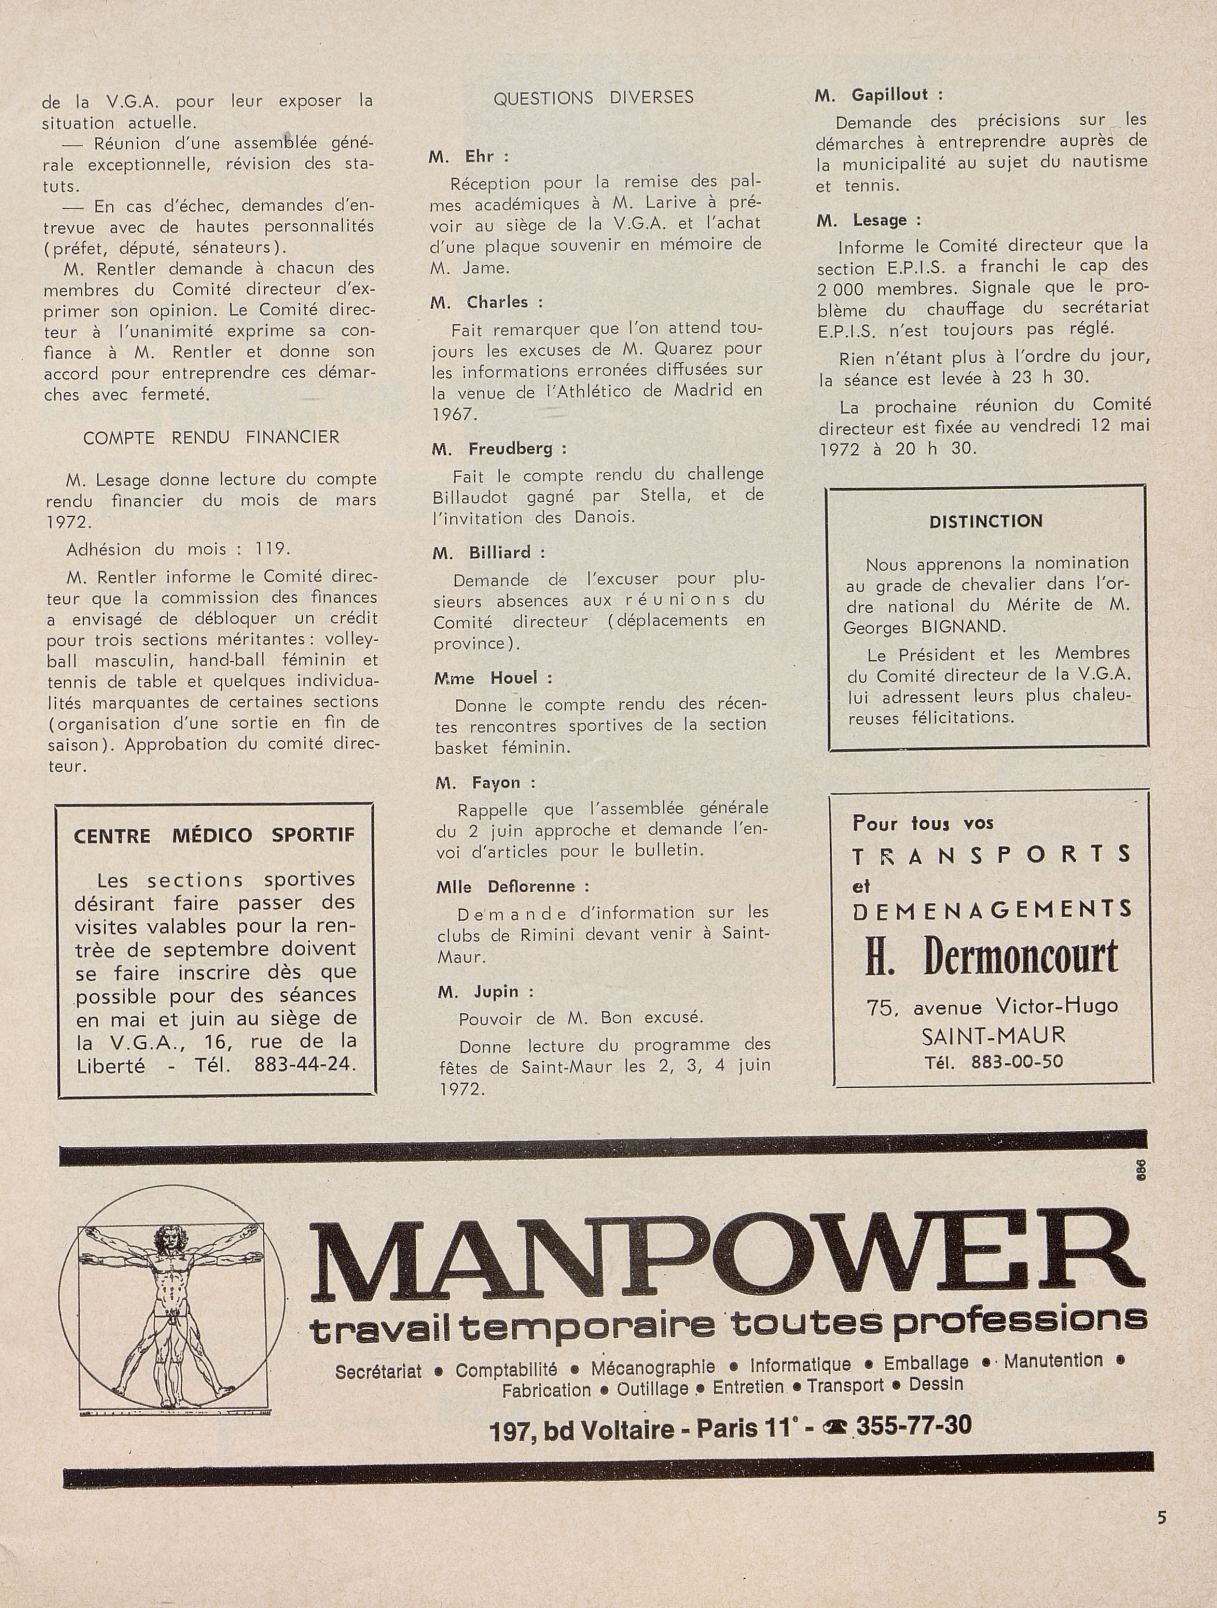 de la V.G.A. pour leur exposer la
situation actuelle.
— Réunion d'une assemblée géné-
rale exceptionnelle, révision des sta-
tuts.
— En cas d'échec, demandes d'en-
trevue avec de hautes personnalités
(préfet, député, sénateurs).
M. Rentler demande à chacun des
membres du Comité directeur d'ex-
primer son opinion. Le Comité direc-
teur à l'unanimité exprime sa con-
fiance à M. Rentler et donne son
accord pour entreprendre ces démar-
ches avec fermeté.
COMPTE RENDU FINANCIER
M. Lesage donne lecture du compte
rendu financier du mois de mars
1972.
Adhésion du mois : 119.
M. Rentler informe le Comité direc-
teur que la commission des finances
a envisagé de débloquer un crédit
pour trois sections méritantes : volley-
ball masculin, hand-ball féminin et
tennis de table et quelques individua-
lités marquantes de certaines sections
(organisation d'une sortie en fin de
saison). Approbation du comité direc-
teur.
CENTRE MÉDICO SPORTIF
Les sections sportives
désirant faire passer des
visites valables pour la ren-
trèe de septembre doivent
se faire inscrire dès que
possible pour des séances
en mai et juin au siège de
la V.G.A., 16, rue de la
Liberté - Tél. 883-44-24.
QUESTIONS DIVERSES
M. Ehr :
Réception pour la remise des pal-
mes académiques à M. Larive à pré-
voir au siège de la V.G.A. et l'achat
d'une plaque souvenir en mémoire de
M. Jame.
M. Charles :
Fait remarquer que l'on attend tou-
jours les excuses de M. Quarez pour
les informations erronées diffusées sur
la venue de l'Athlético de Madrid en
1967.
M. Freudberg :
Fait le compte rendu du challenge
Billaudot gagné par Stella, et de
l'invitation des Danois.
M. Billiard :
Demande de l'excuser pour plu-
sieurs absences aux réunions du
Comité directeur (déplacements en
province).
Mme Houel :
Donne le compte rendu des récen-
tes rencontres sportives de la section
basket féminin.
M. Fayon :
Rappelle que l'assemblée générale
du 2 juin approche et demande l'en-
voi d'articles pour le bulletin.
Mlle Deflorenne :
Demande d'information sur les
clubs de Rimini devant venir à Saint-
Maur.
M. Jupin :
Pouvoir de M. Bon excusé.
Donne lecture du programme des
fêtes de Saint-Maur les 2, 3, 4 juin
1972.
M. Gapillout :
Demande des précisions sur les
démarches à entreprendre auprès de
la municipalité au sujet du nautisme
et tennis.
M. Lesage :
Informe le Comité directeur que la
section E.P.I.S. a franchi le cap des
2 000 membres. Signale que le pro-
blème du chauffage du secrétariat
E.P.I.S. n'est toujours pas réglé.
Rien n'étant plus à l'ordre du jour,
la séance est levée à 23 h 30.
La prochaine réunion du Comité
directeur est fixée au vendredi 12 mai
1972 à 20 h 30.
DISTINCTION
Nous apprenons la nomination
au grade de chevalier dans l'or-
dre national du Mérite de M.
Georges BIGNAND.
Le Président et les Membres
du Comité directeur de la V.G.A.
lui adressent leurs plus chaleu-
reuses félicitations.
Pour tous vos
TRANSPORTS
et
DEMENAGEMENTS
H. Dermoncourt
75, avenue Victor-Hugo
SAINT-MAUR
Tél. 883-00-50
MANPOWER
travail temporaire toutes professions
Secrétariat • Comptabilité • Mécanographie • Informatique • Emballage • Manutention •
Fabrication • Outillage • Entretien • Transport • Dessin
197, bd Voltaire - Paris 11e - ☎ 355-77-30
5